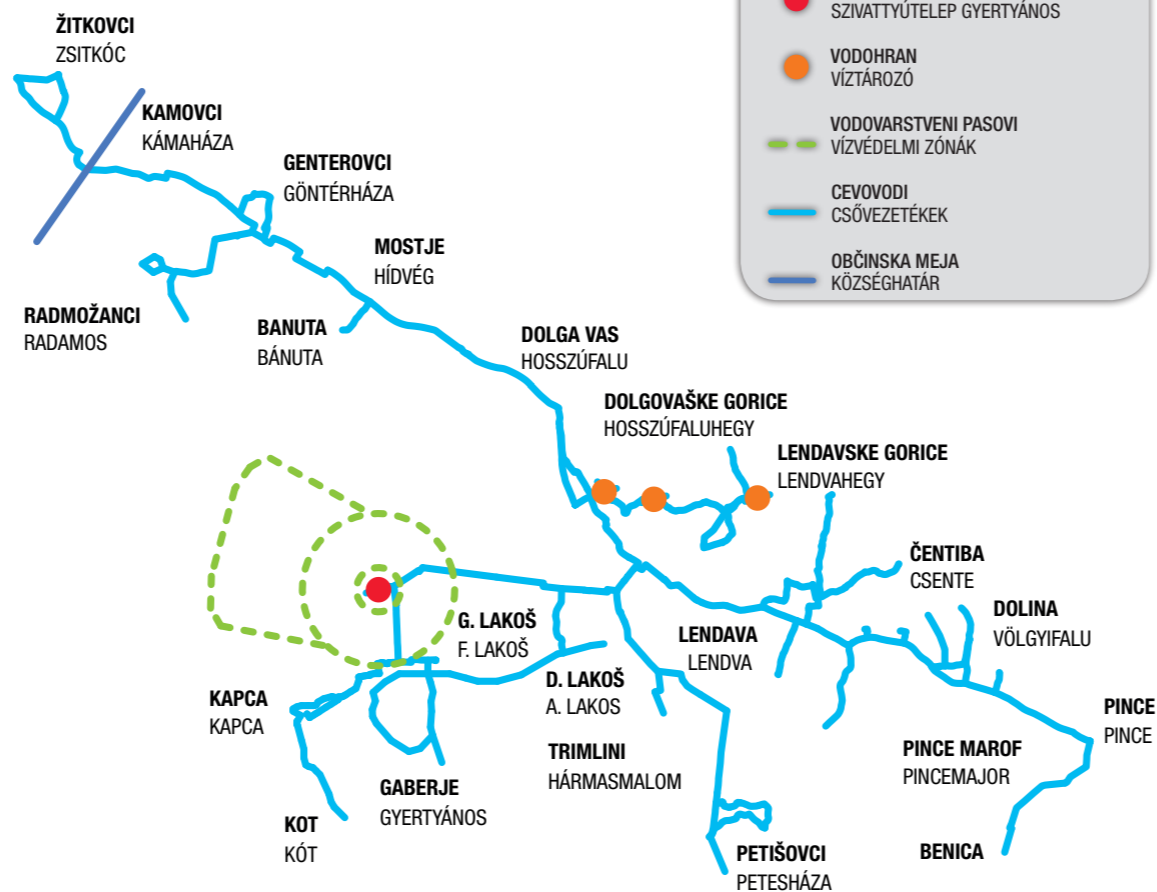 SZIVATTYÚTELEP GYERTYÁNOS
VODOHRAN
VÍZTÁROZÓ
VODOVARSTVENI PASOVI
VÍZVÉDELMI ZÓNÁK
CEVOVODI
CSŐVEZETÉKEK
OBČINSKA MEJA
KÖZSÉGHATÁR
ŽITKOVCI
ZSITKÓC
KAMOVCI
KÁMAHÁZA
GENTEROVCI
GÖNTÉRHÁZA
MOSTJE
HÍDVÉG
RADMOŽANCI
RADAMOS
BANUTA
BÁNUTA
DOLGA VAS
HOSSZÚFALU
DOLGOVAŠKE GORICE
HOSSZÚFALUHEGY
LENDAVSKE GORICE
LENDVAHEGY
ČENTIBA
CSENTE
DOLINA
VÖLGYIFALU
G. LAKOŠ
F. LAKOŠ
LENDAVA
LENDVA
D. LAKOŠ
A. LAKOS
KAPCA
KAPCA
PINCE
PINCE
TRIMLINI
HÁRMASMALOM
PINCE MAROF
PINCEMAJOR
GABERJE
GYERTYÁNOS
KOT
KÓT
PETIŠOVCI
PETESHÁZA
BENICA